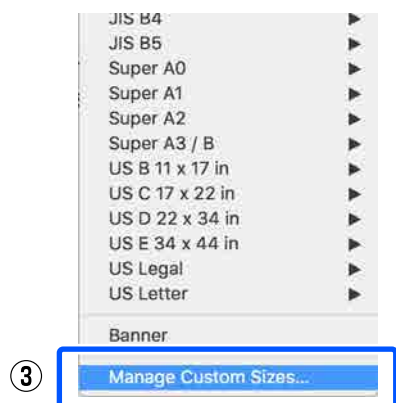 JIS B4
JIS B5
Super A0
Super A1
Super A2
Super A3 / B
US B 11 x 17 in
US C 17 x 22 in
US D 22 x 34 in
US E 34 x 44 in
US Legal
US Letter
Banner
③ Manage Custom Sizes...